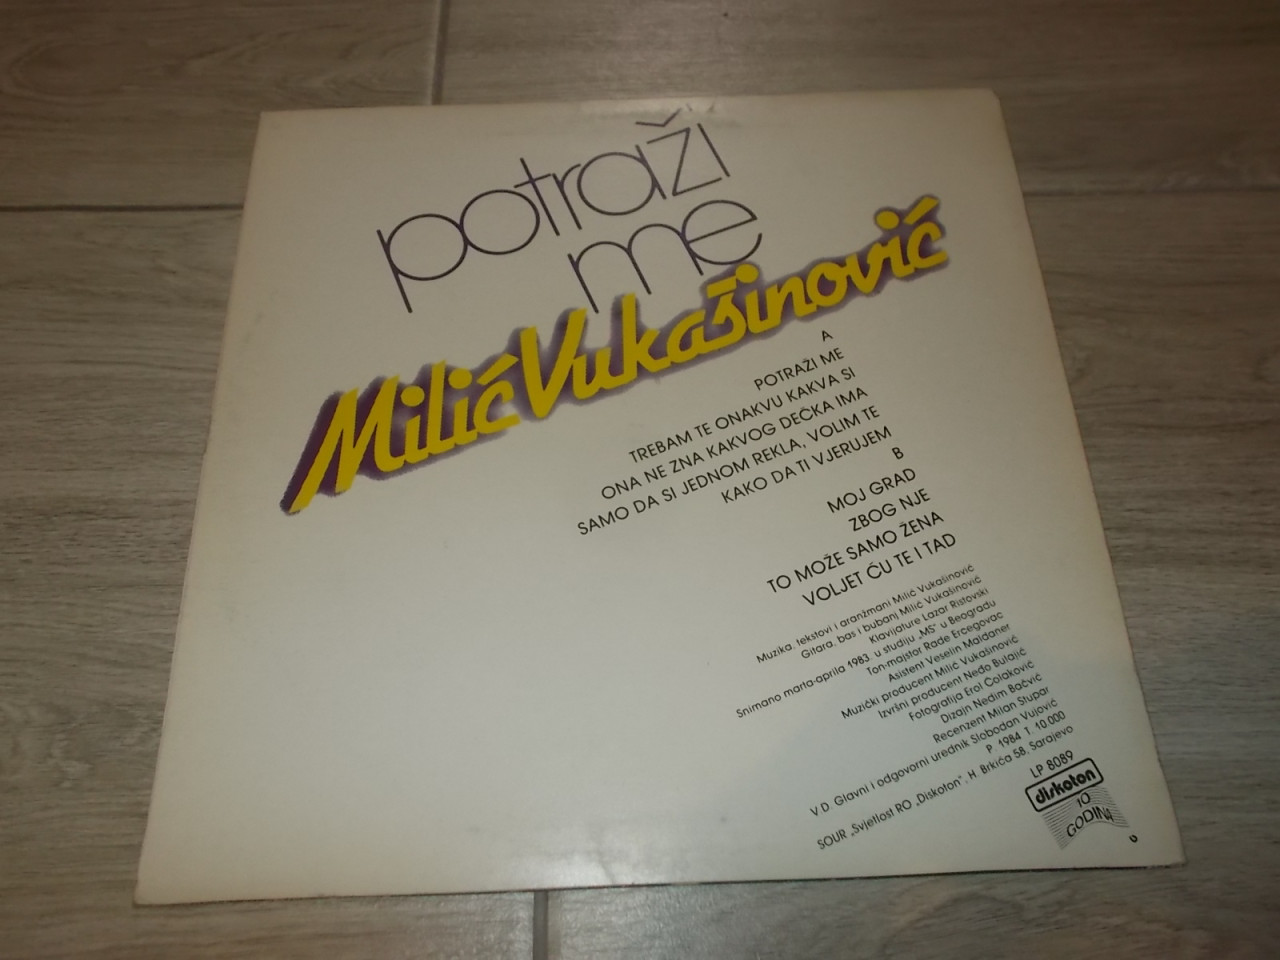 potraži
me
Milić Vukašinović
A
POTRAŽI ME
TREBAM TE ONAKVU KAKVA SI
ONA NE ZNA KAKVOG DEČKA IMA
SAMO DA SI JEDNOM REKLA, VOLIM TE
KAKO DA TI VJERUJEM
B
MOJ GRAD
ZBOG NJE
TO MOŽE SAMO ŽENA
VOLJET ĆU TE I TAD
Muzika, tekstovi i aranžmani Milić Vukašinović
Gitara, bas i bubanj Milić Vukašinović
Klavijature Lazar Ristovski
Snimano marta-aprila 1983. u studiju „MS" u Beogradu
Ton-majstor Rade Ercegovac
Asistent Veselin Maldaner
Muzički producent Milić Vukašinović
Izvršni producent Neđo Bulajić
Fotografija Erol Čolaković
Dizajn Nedim Bačvić
Recenzent Milan Stupar
V D Glavni i odgovorni urednik Slobodan Vujović
P. 1984 T. 10.000
SOUR „Svjetlost RO „Diskoton", H. Brkića 58. Sarajevo
LP 8089
diskoton
10
GODINA